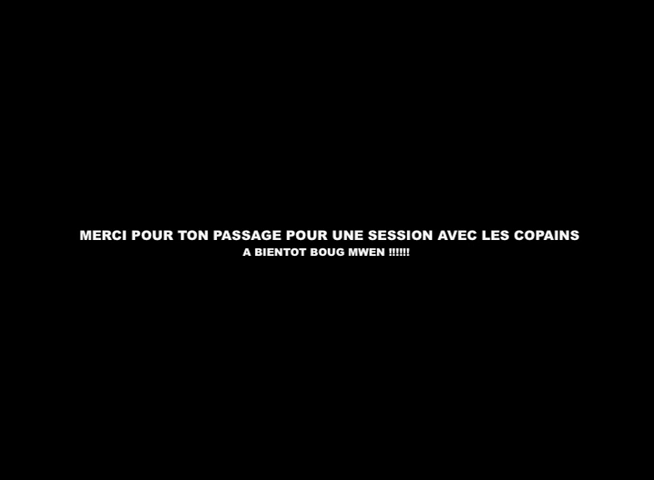 MERCI POUR TON PASSAGE POUR UNE SESSION AVEC LES COPAINS
A BIENTOT BOUG MWEN !!!!!!